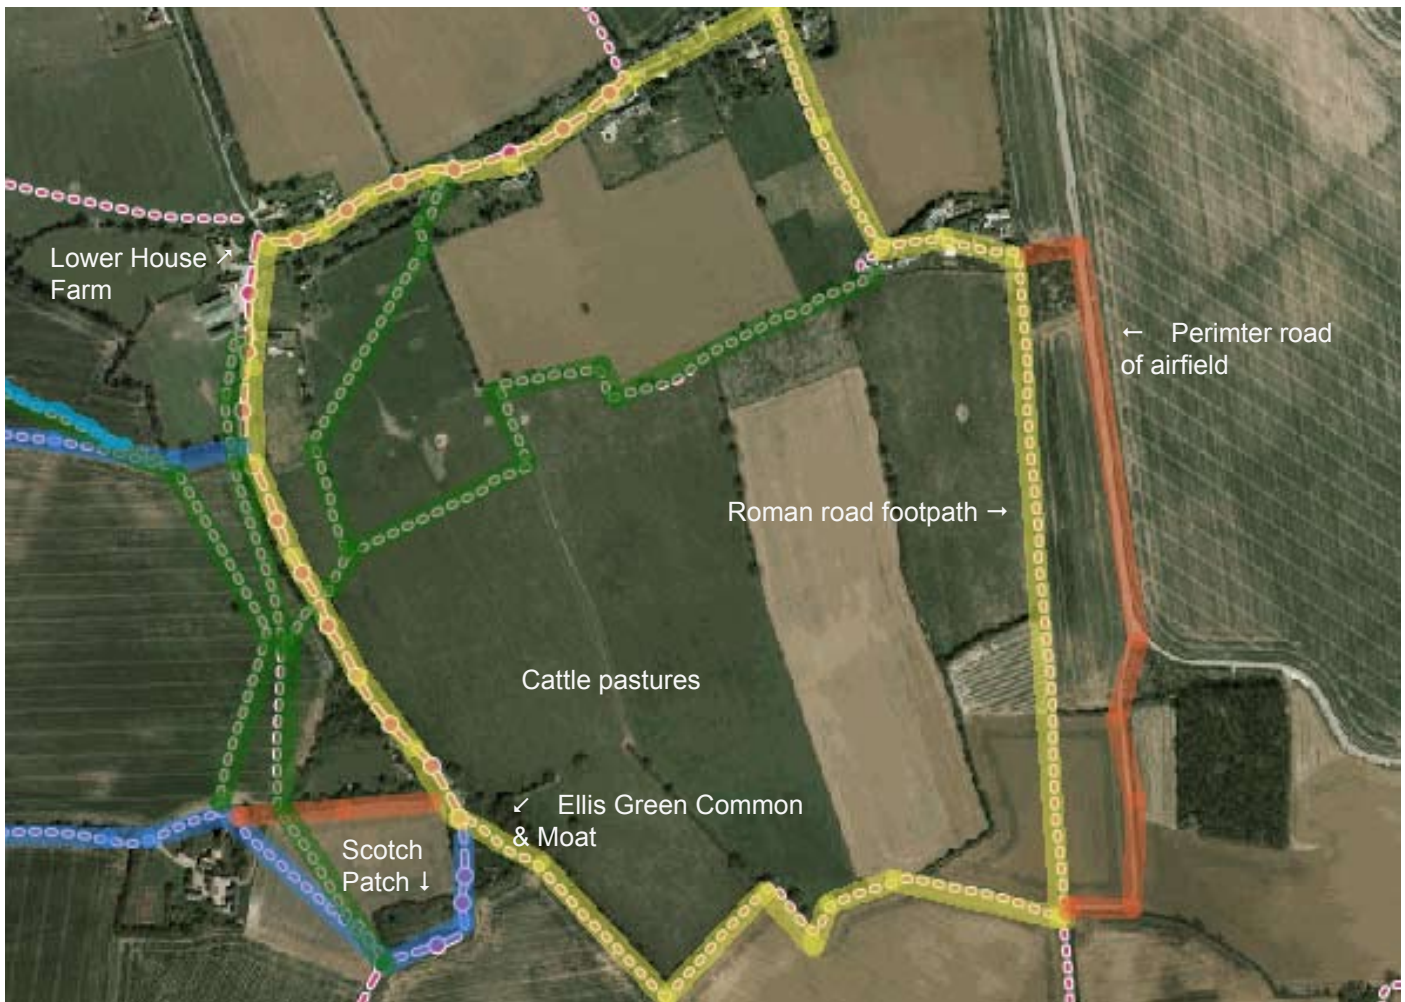 Lower House ↗
Farm
← Perimter road
of airfield
Roman road footpath →
Cattle pastures
↙ Ellis Green Common
& Moat
Scotch
Patch ↓